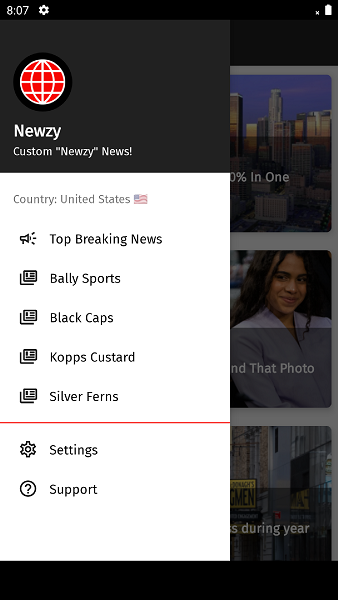 8:07
Newzy
Custom "Newzy" News!
Country: United States 🇺🇸
Top Breaking News
Bally Sports
Black Caps
Kopps Custard
Silver Ferns
Settings
Support
0% In One
nd That Photo
s during year